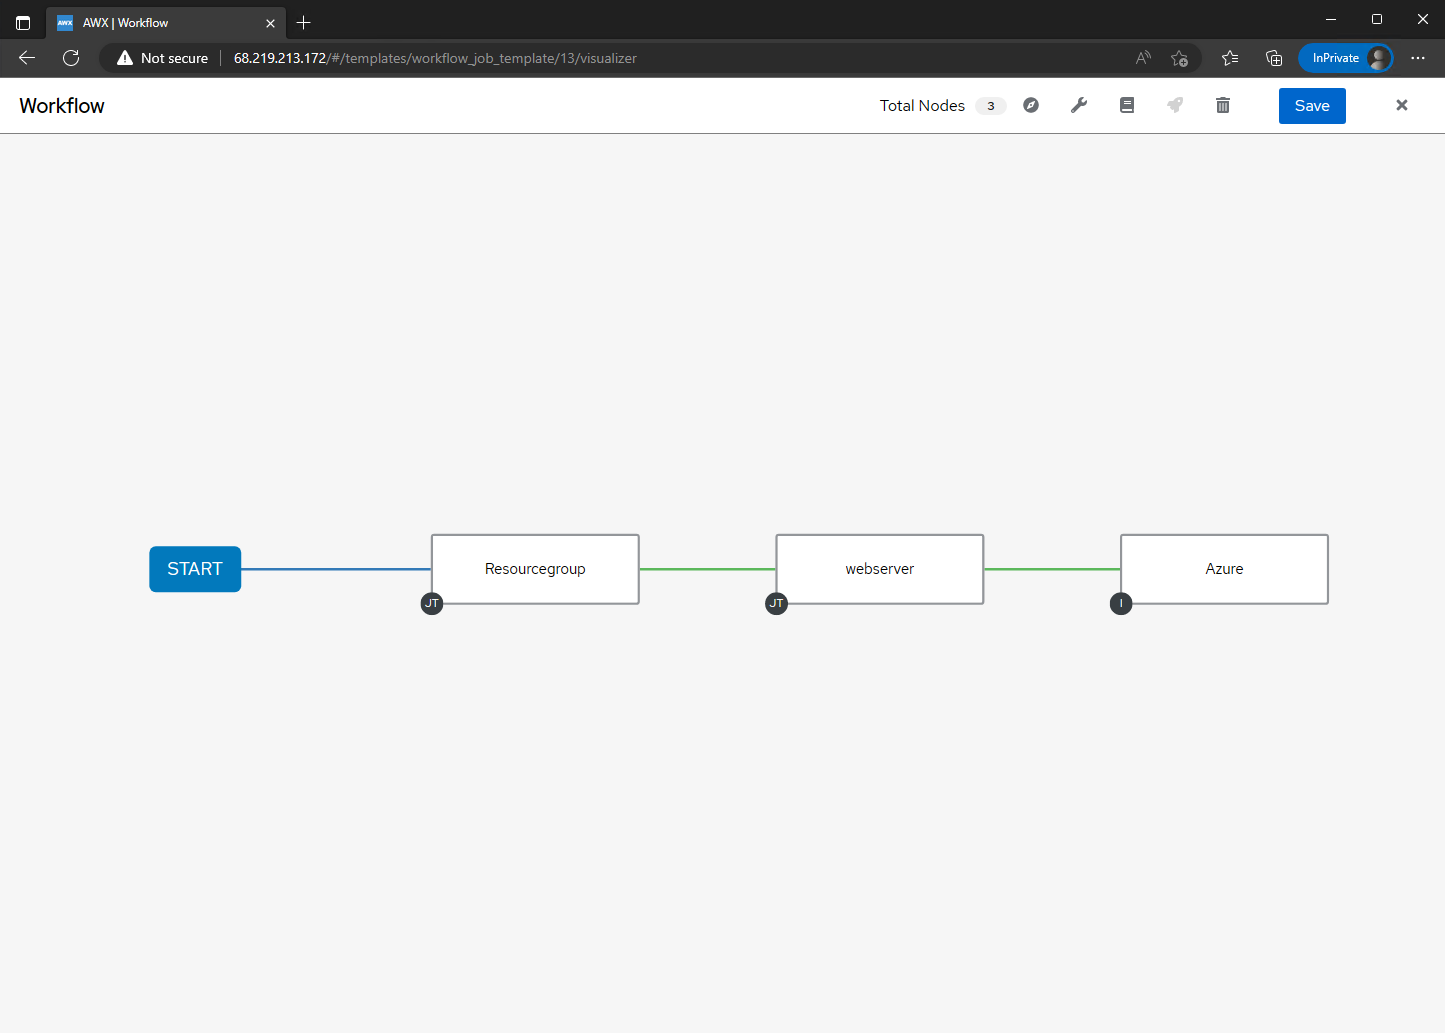 AWX
AWX | Workflow
Not secure
68.219.213.172/#/templates/workflow_job_template/13/visualizer
A
InPrivate
Workflow
Total Nodes
3
Save
START
Resourcegroup
JT
webserver
JT
Azure
I